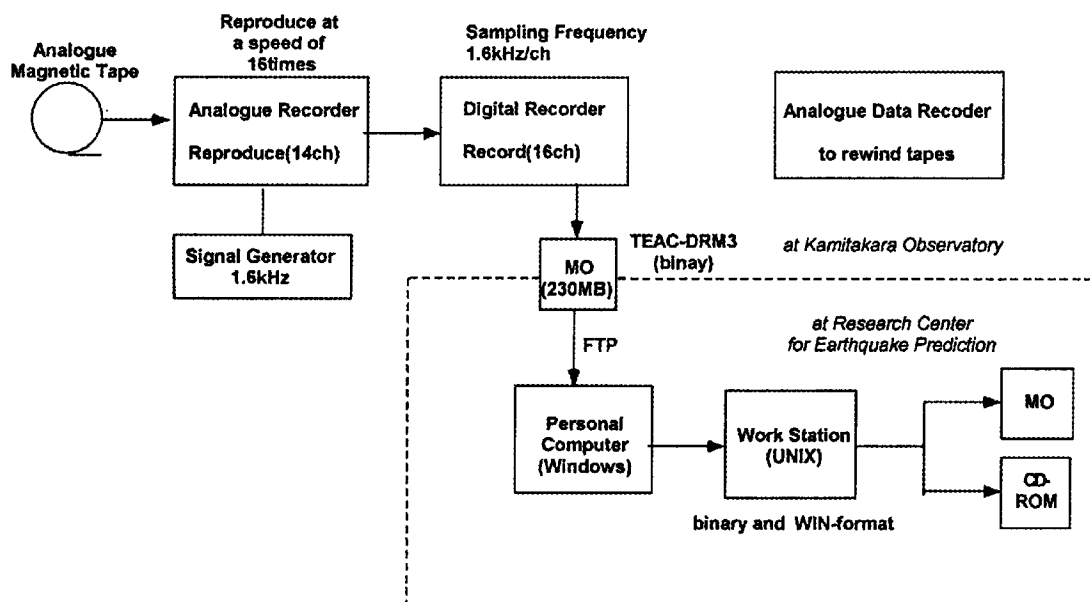 Analogue
Magnetic Tape
Reproduce at
a speed of
16times
Analogue Recorder
Reproduce(14ch)
Signal Generator
1.6kHz
Sampling Frequency
1.6kHz/ch
Digital Recorder
Record(16ch)
Analogue Data Recoder
to rewind tapes
MO
(230MB)
TEAC-DRM3
(binay)
at Kamitakara Observatory
at Research Center
for Earthquake Prediction
FTP
Personal
Computer
(Windows)
Work Station
(UNIX)
binary and WIN-format
MO
CD-
ROM